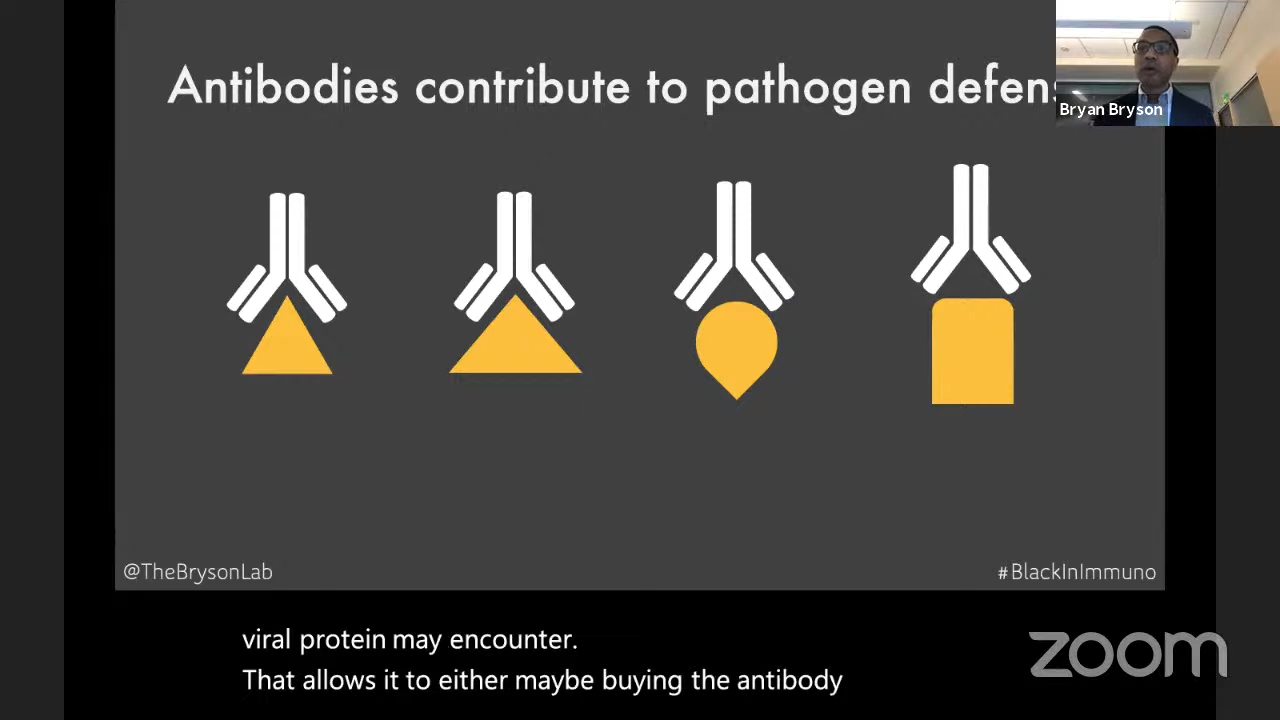 Antibodies contribute to pathogen defens
Bryan Bryson
@TheBrysonLab
#BlackInImmuno
viral protein may encounter.
That allows it to either maybe buying the antibody
zoom